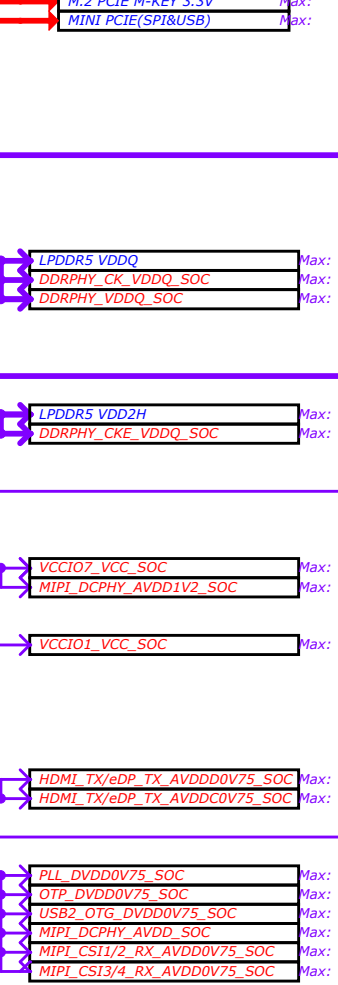 M.2 PCIE M-KEY 3.3V Max:
MINI PCIE(SPI&USB) Max:
LPDDR5 VDDQ Max:
DDRPHY_CK_VDDQ_SOC Max:
DDRPHY_VDDQ_SOC Max:
LPDDR5 VDD2H Max:
DDRPHY_CKE_VDDQ_SOC Max:
VCCIO7_VCC_SOC Max:
MIPI_DCPHY_AVDD1V2_SOC Max:
VCCIO1_VCC_SOC Max:
HDMI_TX/eDP_TX_AVDDD0V75_SOC Max:
HDMI_TX/eDP_TX_AVDDC0V75_SOC Max:
PLL_DVDD0V75_SOC Max:
OTP_DVDD0V75_SOC Max:
USB2_OTG_DVDD0V75_SOC Max:
MIPI_DCPHY_AVDD_SOC Max:
MIPI_CSI1/2_RX_AVDD0V75_SOC Max:
MIPI_CSI3/4_RX_AVDD0V75_SOC Max: